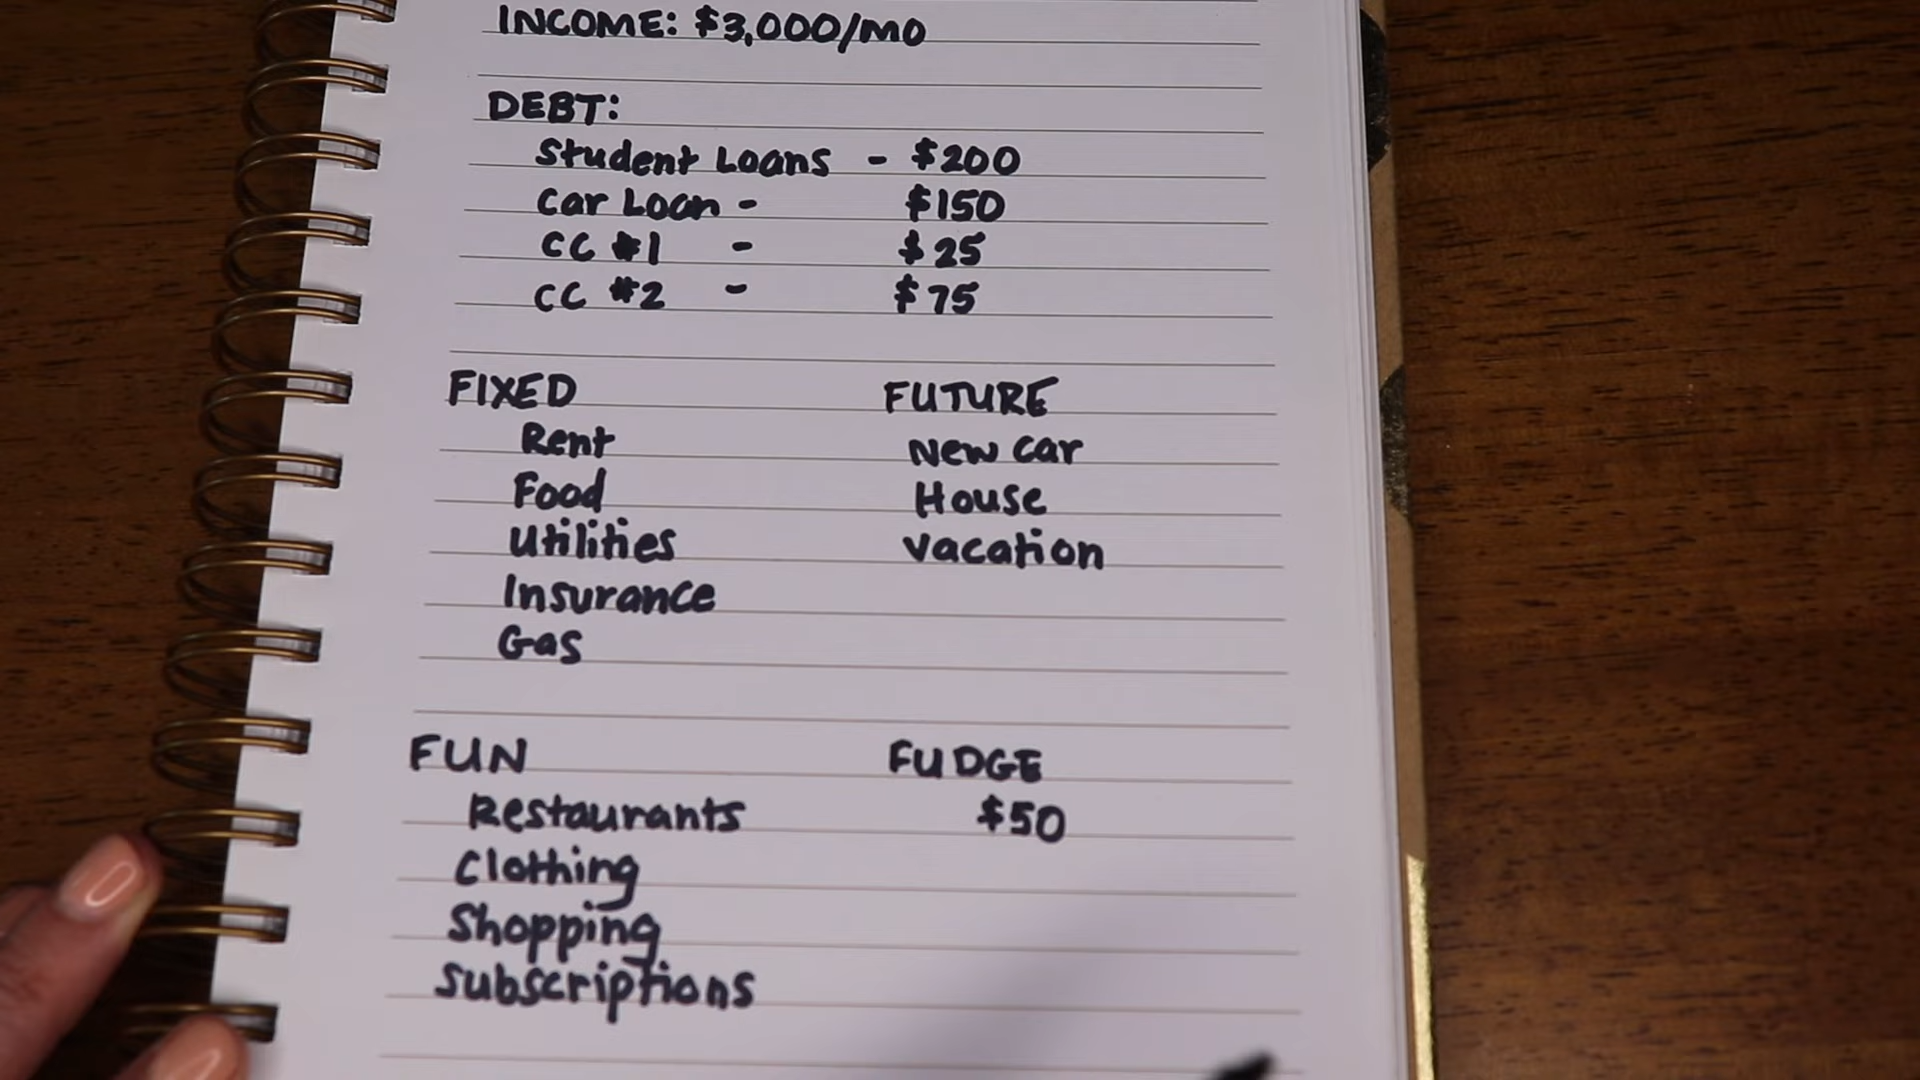 INCOME: $3,000/MO
DEBT:
Student Loans - $200
Car Loan - $150
CC #1 - $25
CC #2 - $75
FIXED
Rent
Food
Utilities
Insurance
Gas
FUTURE
New Car
House
Vacation
FUN
Restaurants
Clothing
Shopping
Subscriptions
FUDGE
$50